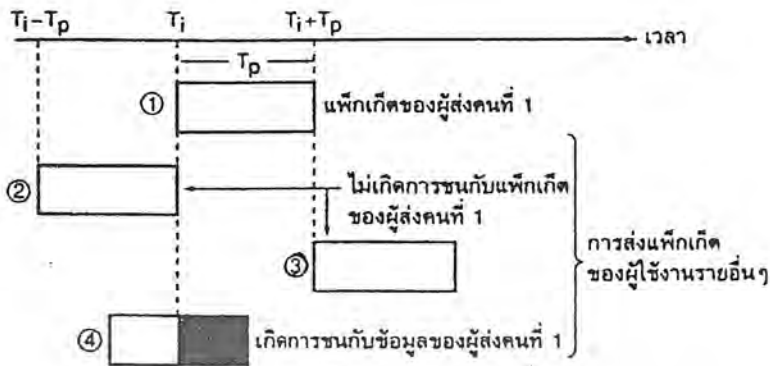 Ti–Tp Ti Ti+Tp
เวลา
Tp
① แพ็กเก็ตของผู้ส่งคนที่ 1
② ไม่เกิดการชนกับแพ็กเก็ต
ของผู้ส่งคนที่ 1
③
การส่งแพ็กเก็ต
ของผู้ใช้งานรายอื่นๆ
④ เกิดการชนกับข้อมูลของผู้ส่งคนที่ 1